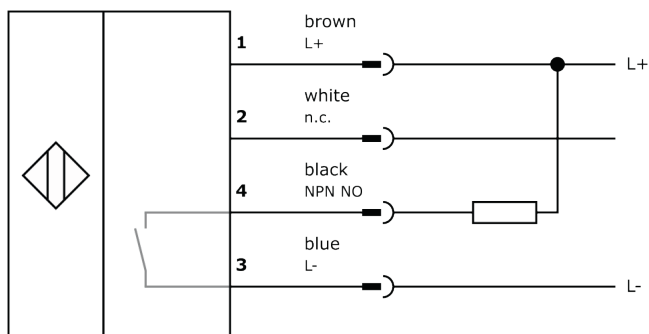 brown
1 L+ L+
white
2 n.c.
black
4 NPN NO
blue
3 L- L-